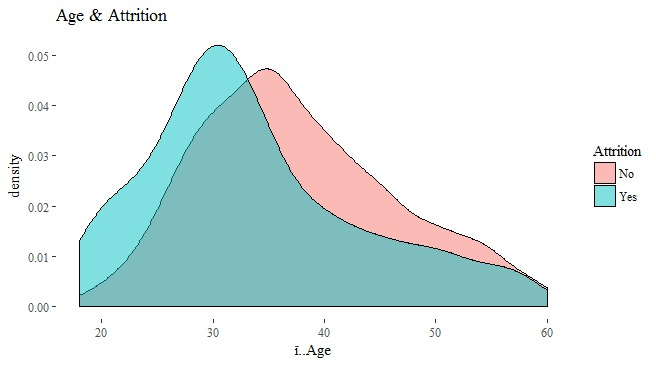 Age & Attrition
density
0.05
0.04
0.03
0.02
0.01
0.00
20 30 40 50 60
ï..Age
Attrition
No
Yes